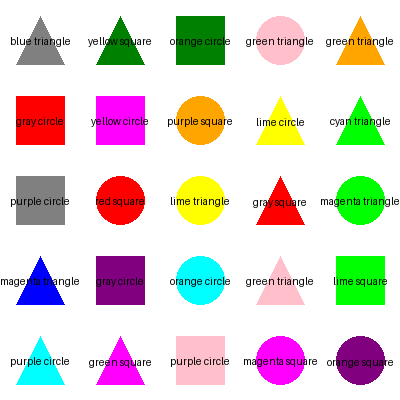 blue triangle yellow square orange circle green triangle green triangle
gray circle yellow circle purple square lime circle cyan triangle
purple circle red square lime triangle gray square magenta triangle
magenta triangle gray circle orange circle green triangle lime square
purple circle green square purple circle magenta square orange square